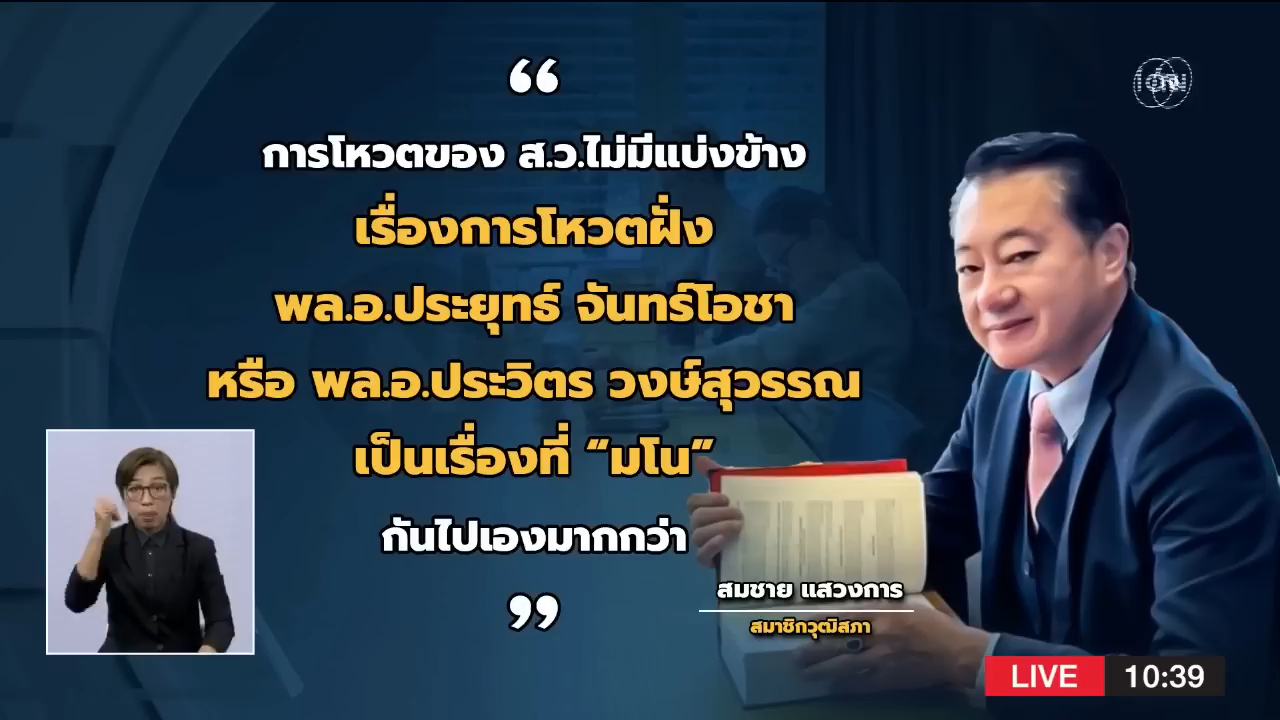 “
การโหวตของ ส.ว.ไม่มีแบ่งข้าง
เรื่องการโหวตฝั่ง
พล.อ.ประยุทธ์ จันทร์โอชา
หรือ พล.อ.ประวิตร วงษ์สุวรรณ
เป็นเรื่องที่ “มโน”
กันไปเองมากกว่า
”
สมชาย แสวงการ
สมาชิกวุฒิสภา
LIVE 10:39